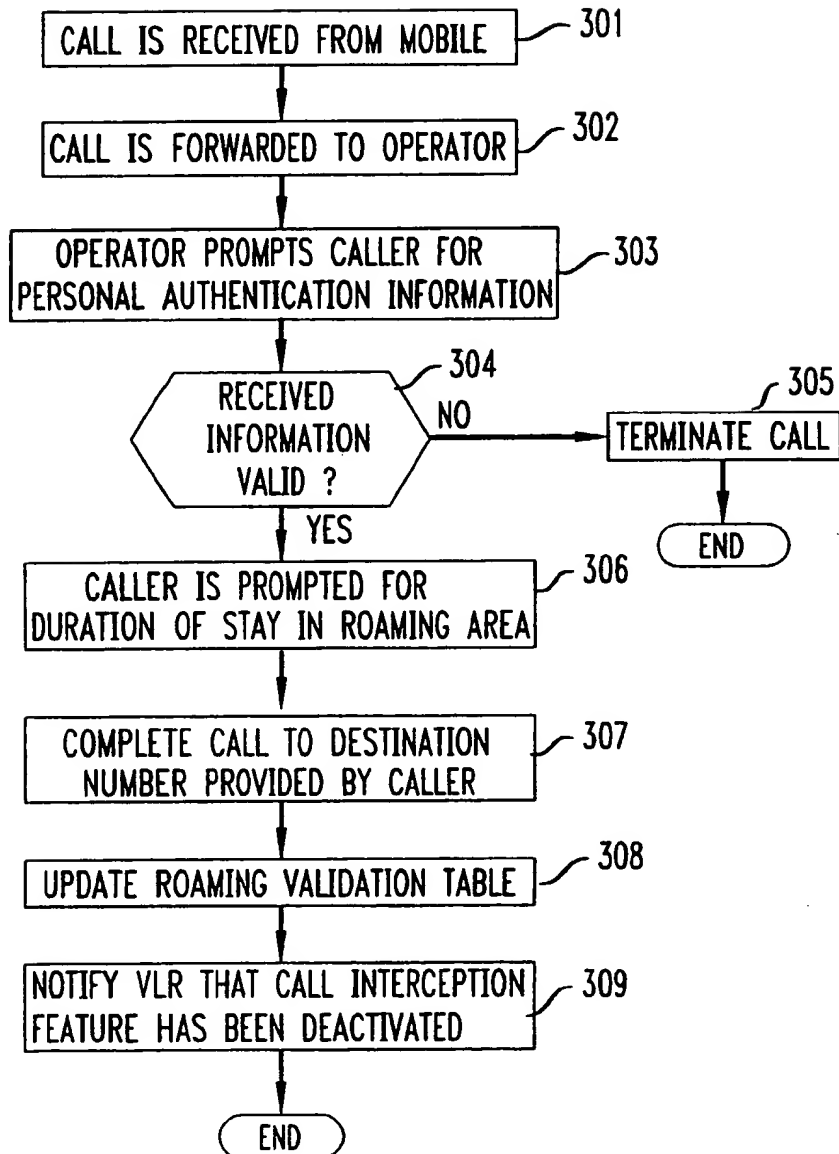 CALL IS RECEIVED FROM MOBILE
301
CALL IS FORWARDED TO OPERATOR
302
OPERATOR PROMPTS CALLER FOR
PERSONAL AUTHENTICATION INFORMATION
303
RECEIVED
INFORMATION
VALID ?
304
NO
305
TERMINATE CALL
END
YES
CALLER IS PROMPTED FOR
DURATION OF STAY IN ROAMING AREA
306
COMPLETE CALL TO DESTINATION
NUMBER PROVIDED BY CALLER
307
UPDATE ROAMING VALIDATION TABLE
308
NOTIFY VLR THAT CALL INTERCEPTION
FEATURE HAS BEEN DEACTIVATED
309
END